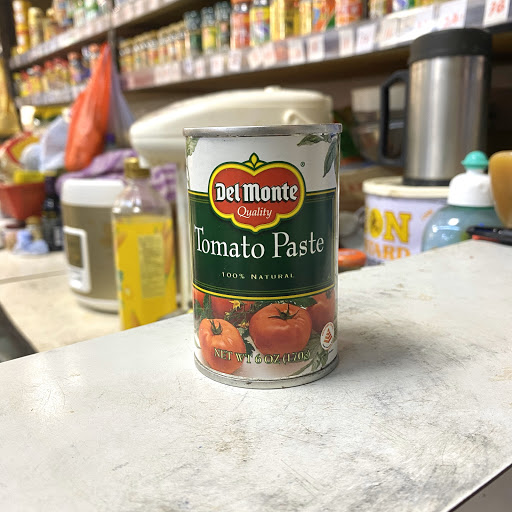 Del Monte
®
Quality
Tomato Paste
100% NATURAL
NET WT 6 OZ (170g)